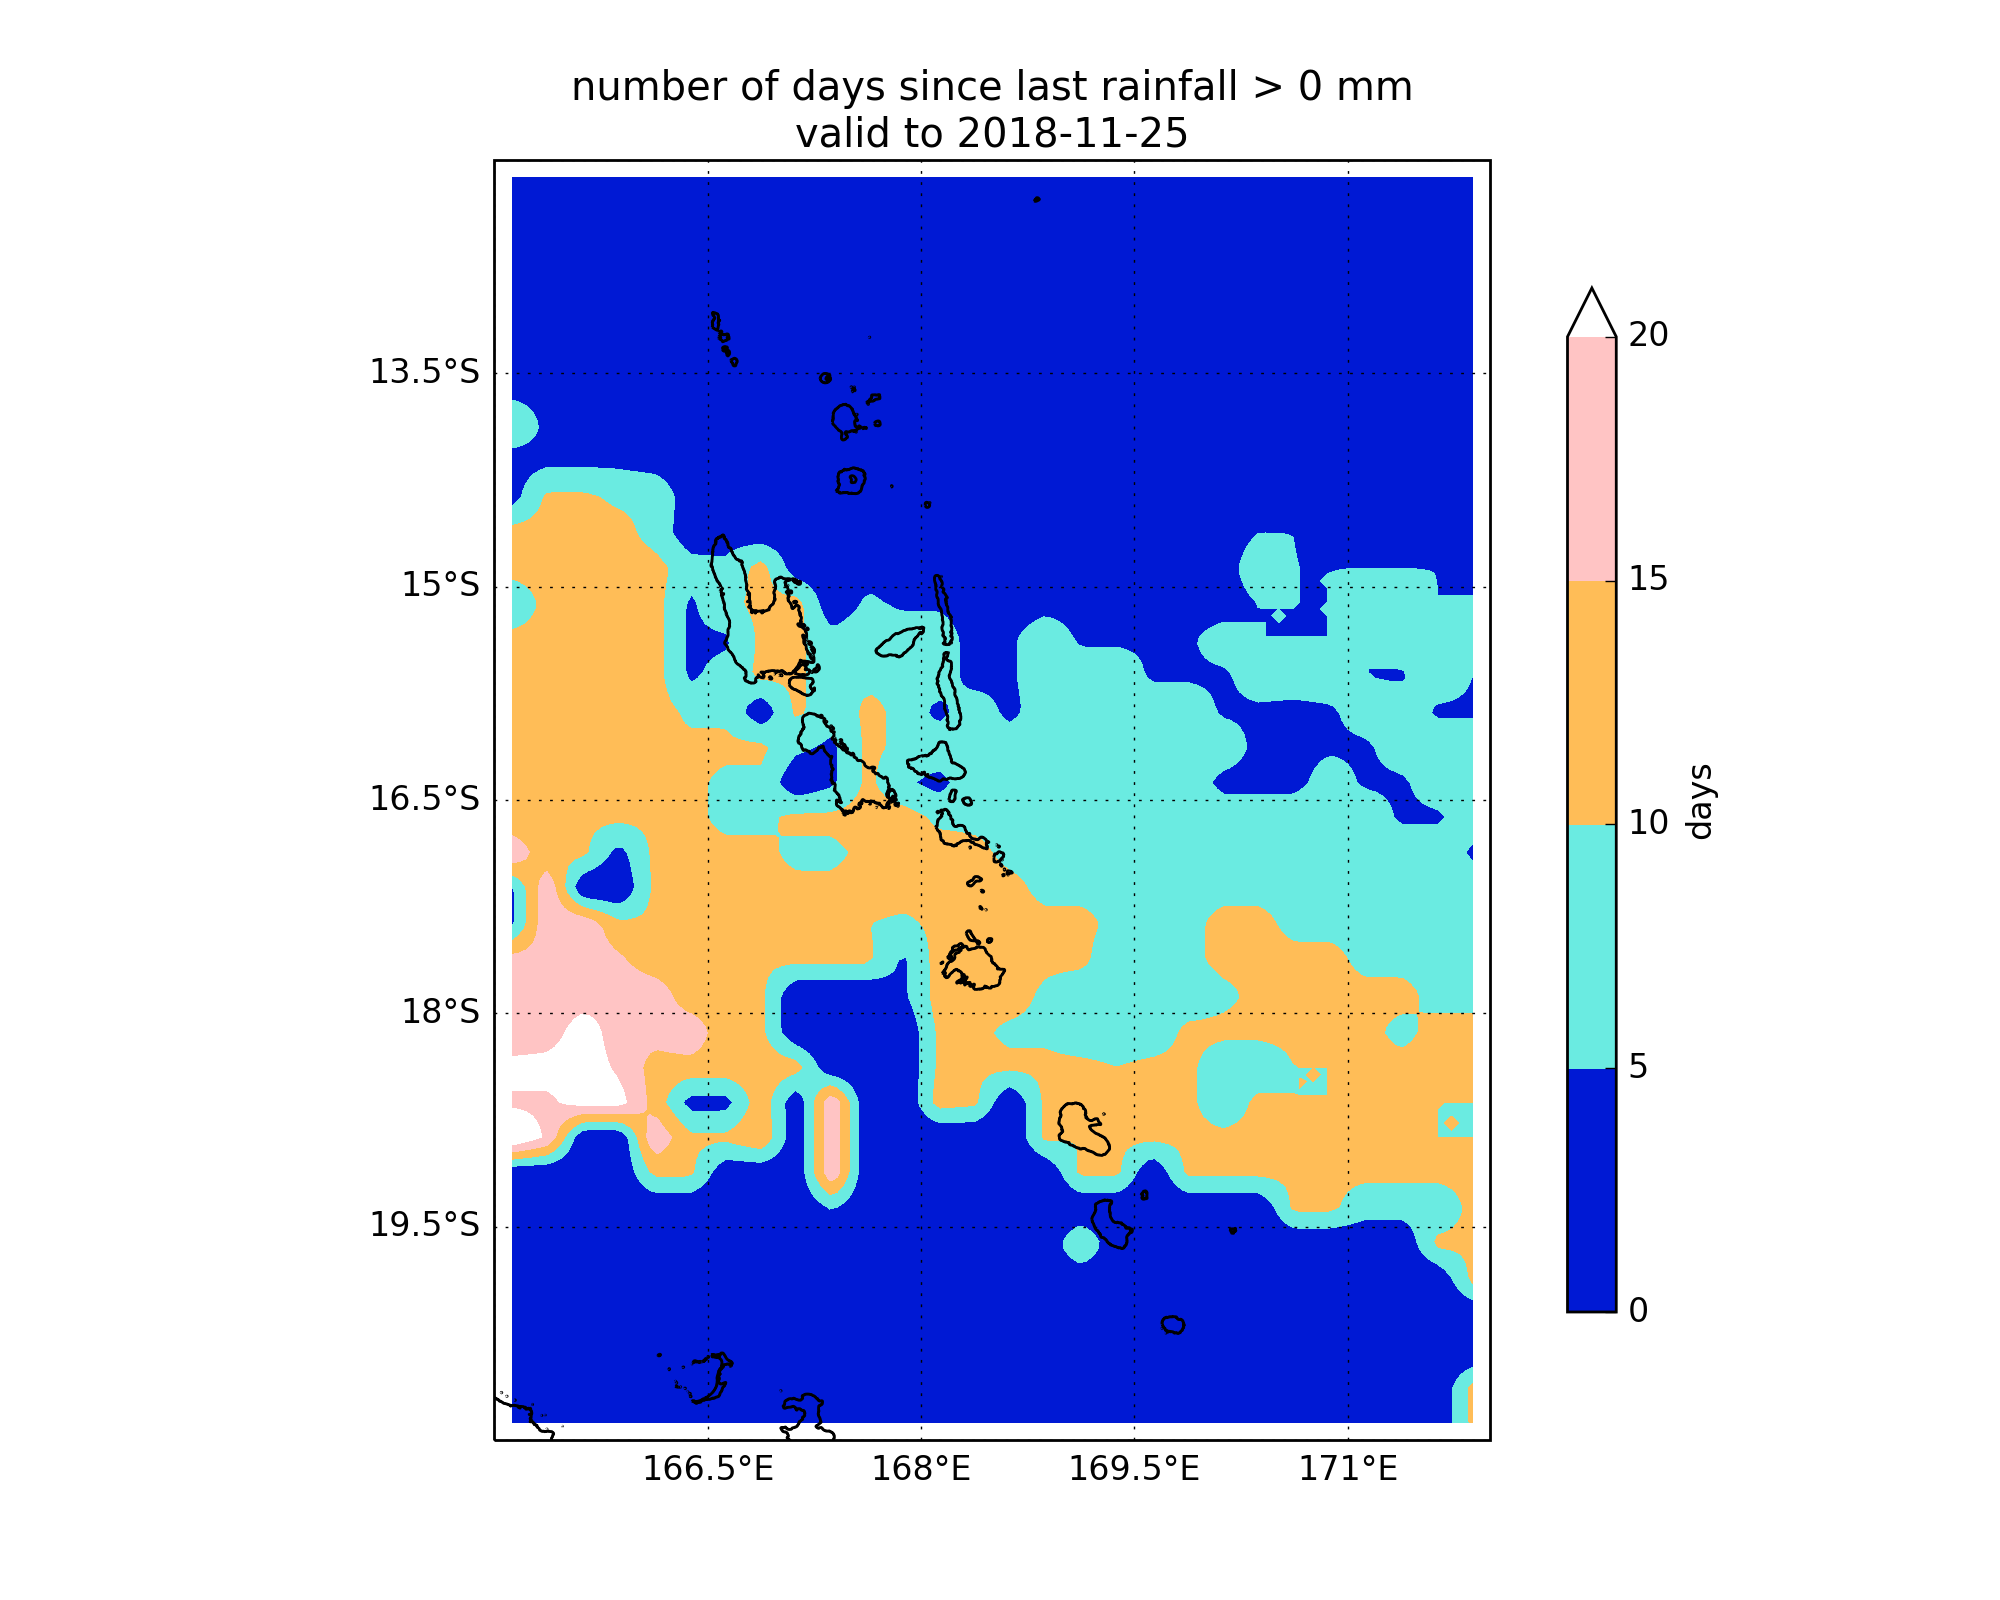 number of days since last rainfall > 0 mm
valid to 2018-11-25
13.5°S
15°S
16.5°S
18°S
19.5°S
166.5°E
168°E
169.5°E
171°E
20
15
10
5
0
days